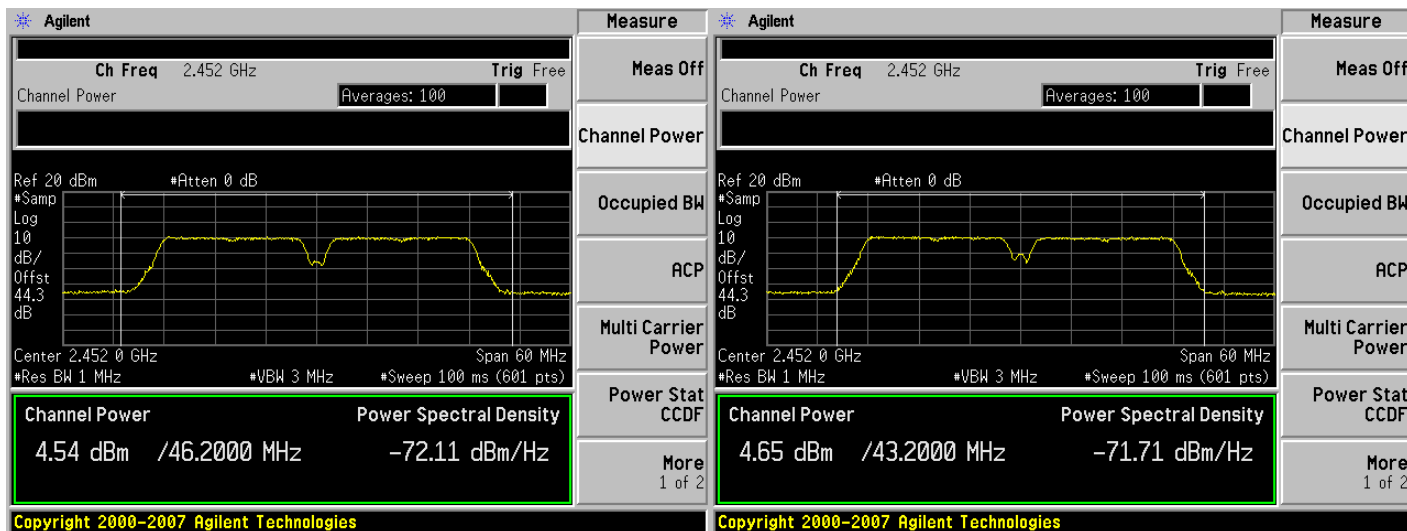 Agilent
Measure
Ch Freq 2.452 GHz Trig Free
Channel Power Averages: 100
Ref 20 dBm #Atten 0 dB
#Samp
Log
10
dB/
Offst
44.3
dB
Center 2.452 0 GHz Span 60 MHz
#Res BW 1 MHz #VBW 3 MHz #Sweep 100 ms (601 pts)
Channel Power Power Spectral Density
4.54 dBm /46.2000 MHz -72.11 dBm/Hz
Copyright 2000-2007 Agilent Technologies
Meas Off
Channel Power
Occupied BW
ACP
Multi Carrier
Power
Power Stat
CCDF
More
1 of 2
Agilent
Measure
Ch Freq 2.452 GHz Trig Free
Channel Power Averages: 100
Ref 20 dBm #Atten 0 dB
#Samp
Log
10
dB/
Offst
44.3
dB
Center 2.452 0 GHz Span 60 MHz
#Res BW 1 MHz #VBW 3 MHz #Sweep 100 ms (601 pts)
Channel Power Power Spectral Density
4.65 dBm /43.2000 MHz -71.71 dBm/Hz
Copyright 2000-2007 Agilent Technologies
Meas Off
Channel Power
Occupied BW
ACP
Multi Carrier
Power
Power Stat
CCDF
More
1 of 2